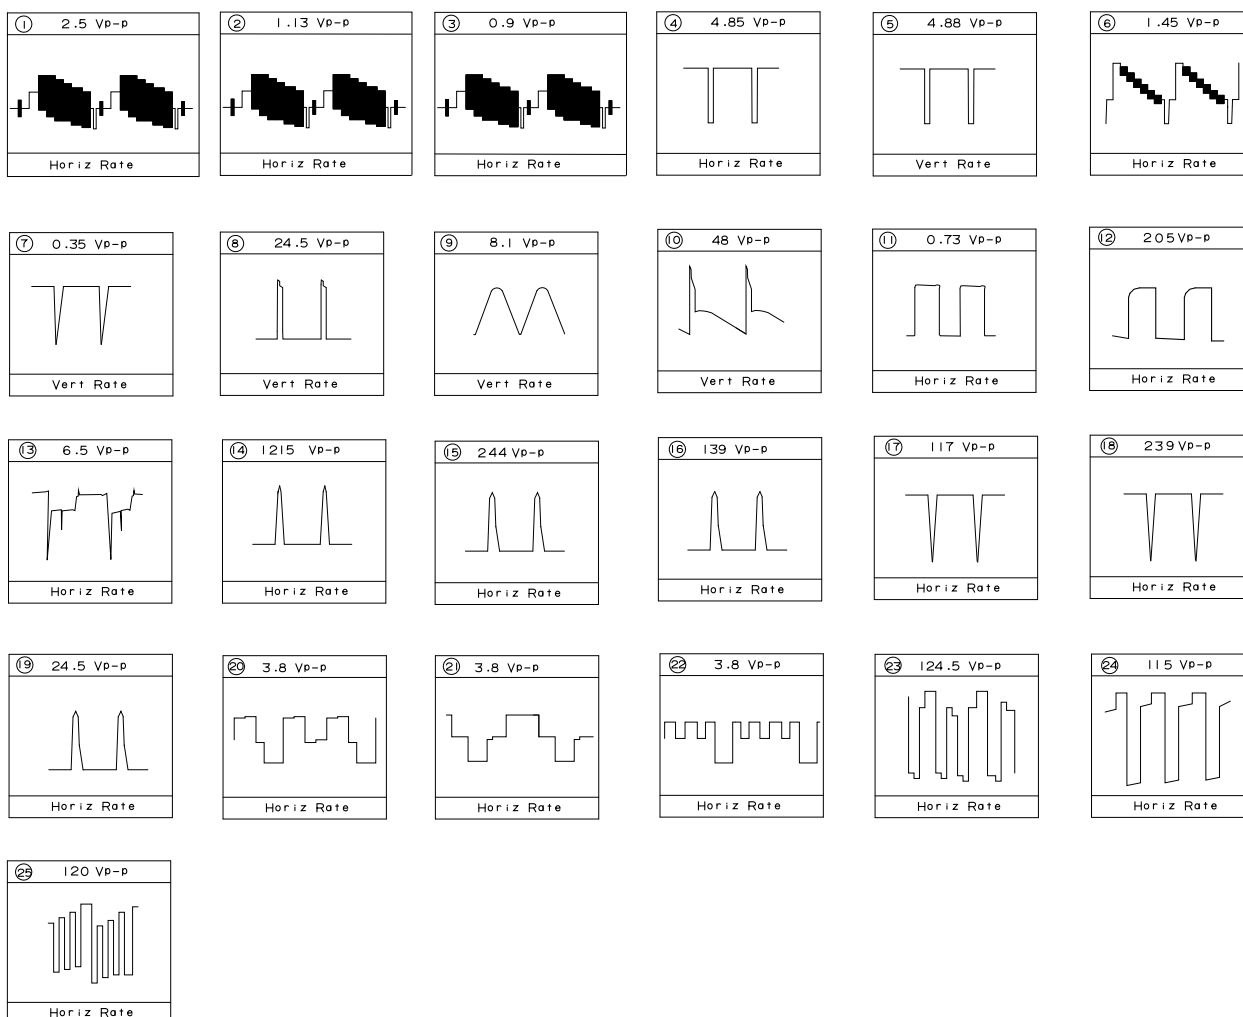 1 2.5 Vp-p
Horiz Rate
2 1.13 Vp-p
Horiz Rate
3 0.9 Vp-p
Horiz Rate
4 4.85 Vp-p
Horiz Rate
5 4.88 Vp-p
Vert Rate
6 1.45 Vp-p
Horiz Rate
7 0.35 Vp-p
Vert Rate
8 24.5 Vp-p
Vert Rate
9 8.1 Vp-p
Vert Rate
10 48 Vp-p
Vert Rate
11 0.73 Vp-p
Horiz Rate
12 205Vp-p
Horiz Rate
13 6.5 Vp-p
Horiz Rate
14 1215 Vp-p
Horiz Rate
15 244 Vp-p
Horiz Rate
16 139 Vp-p
Horiz Rate
17 117 Vp-p
Horiz Rate
18 239Vp-p
Horiz Rate
19 24.5 Vp-p
Horiz Rate
20 3.8 Vp-p
Horiz Rate
21 3.8 Vp-p
Horiz Rate
22 3.8 Vp-p
Horiz Rate
23 124.5 Vp-p
Horiz Rate
24 115 Vp-p
Horiz Rate
25 120 Vp-p
Horiz Rate